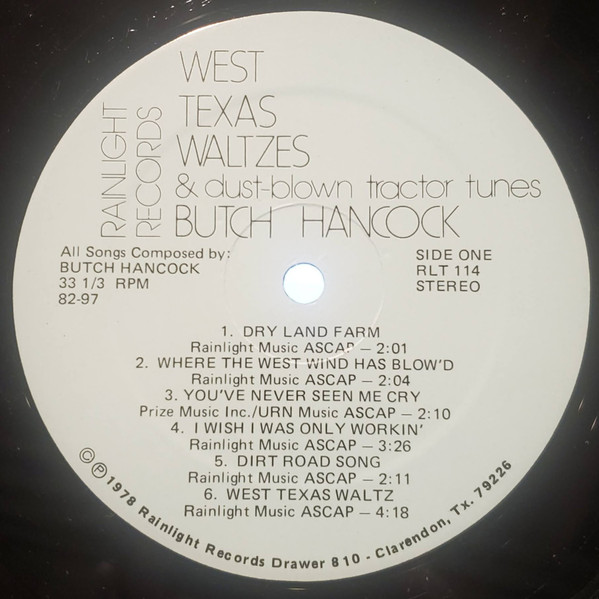 RAINLIGHT
RECORDS
WEST
TEXAS
WALTZES
& dust-blown tractor tunes
BUTCH HANCOCK
All Songs Composed by:
BUTCH HANCOCK
33 1/3 RPM
82-97
SIDE ONE
RLT 114
STEREO
1. DRY LAND FARM
Rainlight Music ASCAP – 2:01
2. WHERE THE WEST WIND HAS BLOW'D
Rainlight Music ASCAP – 2:04
3. YOU'VE NEVER SEEN ME CRY
Prize Music Inc./URN Music ASCAP – 2:10
4. I WISH I WAS ONLY WORKIN'
Rainlight Music ASCAP – 3:26
5. DIRT ROAD SONG
Rainlight Music ASCAP – 2:11
6. WEST TEXAS WALTZ
Rainlight Music ASCAP – 4:18
©℗ 1978 Rainlight Records Drawer 810 - Clarendon, Tx. 79226